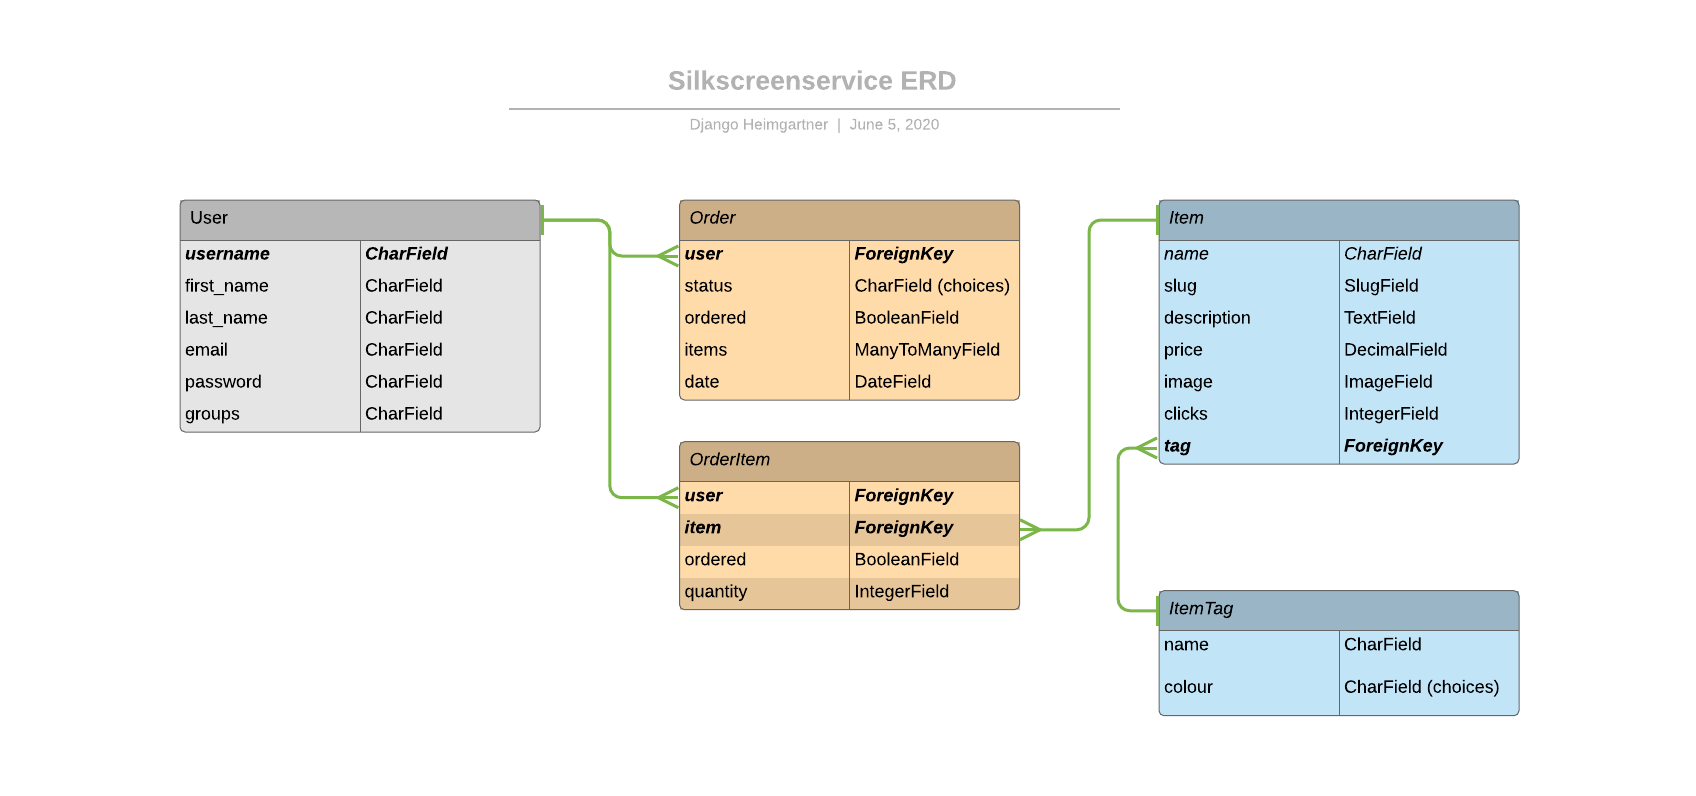 Silkscreenservice ERD
Django Heimgartner | June 5, 2020
User
username CharField
first_name CharField
last_name CharField
email CharField
password CharField
groups CharField
Order
user ForeignKey
status CharField (choices)
ordered BooleanField
items ManyToManyField
date DateField
OrderItem
user ForeignKey
item ForeignKey
ordered BooleanField
quantity IntegerField
Item
name CharField
slug SlugField
description TextField
price DecimalField
image ImageField
clicks IntegerField
tag ForeignKey
ItemTag
name CharField
colour CharField (choices)